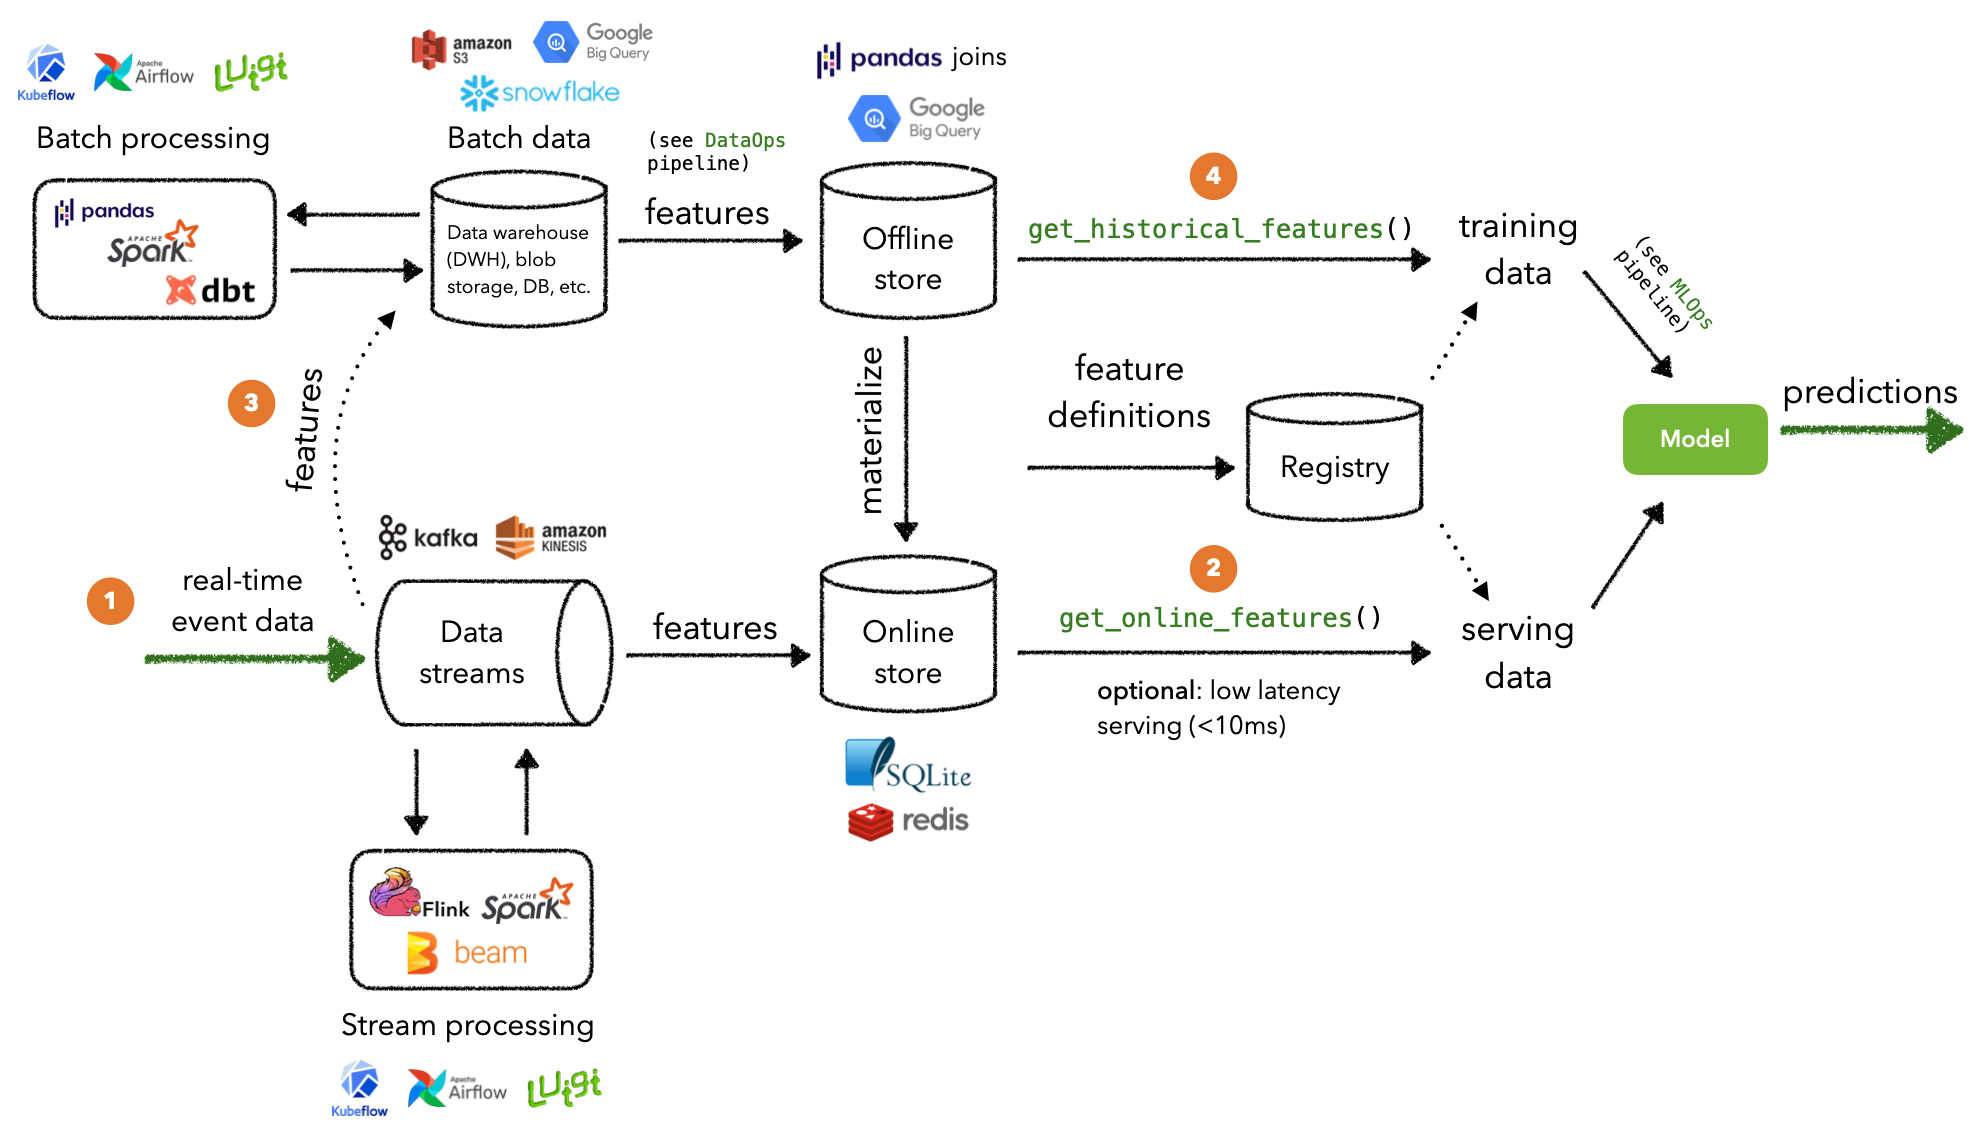 Kubeflow
Apache
Airflow
Luigi
amazon
S3
Google
Big Query
snowflake
pandas joins
Google
Big Query
Batch processing
Batch data
(see DataOps
pipeline)
pandas
APACHE
Spark™
dbt
Data warehouse
(DWH), blob
storage, DB, etc.
features
Offline
store
4
get_historical_features()
training
data
(see MLOps
pipeline)
3
features
materialize
feature
definitions
Registry
Model
predictions
kafka
amazon
KINESIS
1
real-time
event data
Data
streams
features
Online
store
2
get_online_features()
optional: low latency
serving (<10ms)
serving
data
SQLite
redis
Flink
APACHE
Spark™
beam
Stream processing
Kubeflow
Apache
Airflow
Luigi